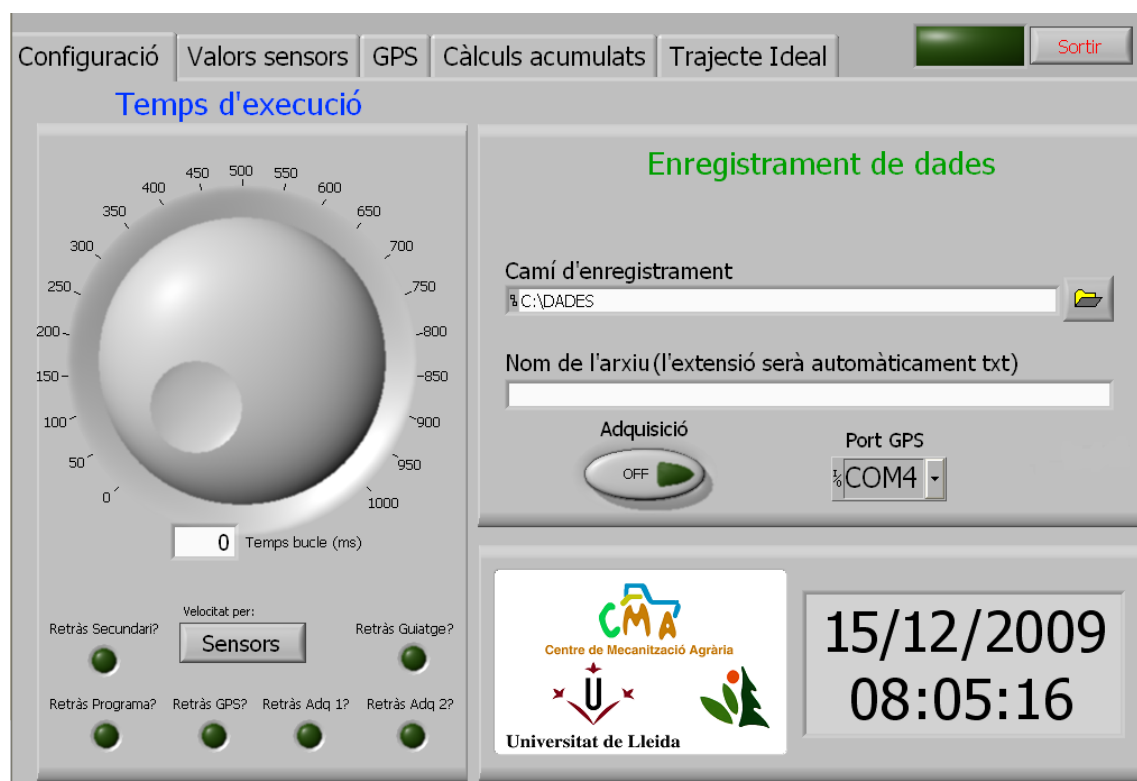 Configuració
Valors sensors
GPS
Càlculs acumulats
Trajecte Ideal
Sortir
Temps d'execució
0
50
100
150
200
250
300
350
400
450
500
550
600
650
700
750
800
850
900
950
1000
0 Temps bucle (ms)
Velocitat per:
Retràs Secundari?
Sensors
Retràs Guiatge?
Retràs Programa?
Retràs GPS?
Retràs Adq 1?
Retràs Adq 2?
Enregistrament de dades
Camí d'enregistrament
C:\DADES
Nom de l'arxiu (l'extensió serà automàticament txt)
Adquisició
OFF
Port GPS
COM4
CMA
Centre de Mecanització Agrària
Universitat de Lleida
15/12/2009
08:05:16